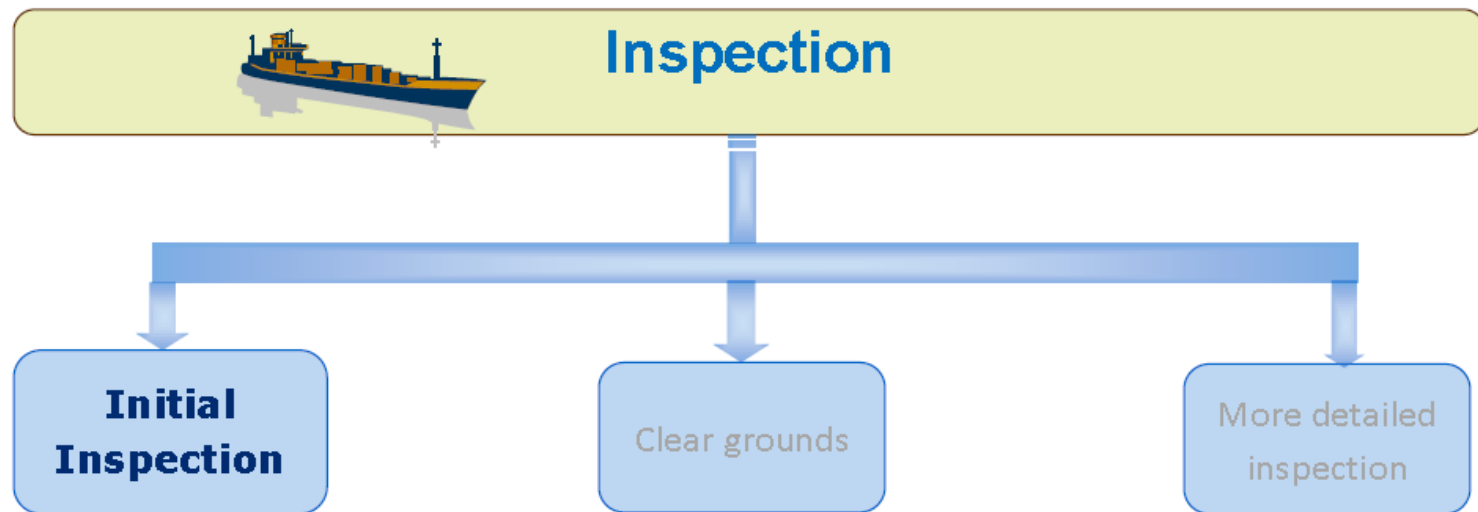 Inspection
Initial
Inspection
Clear grounds
More detailed
inspection